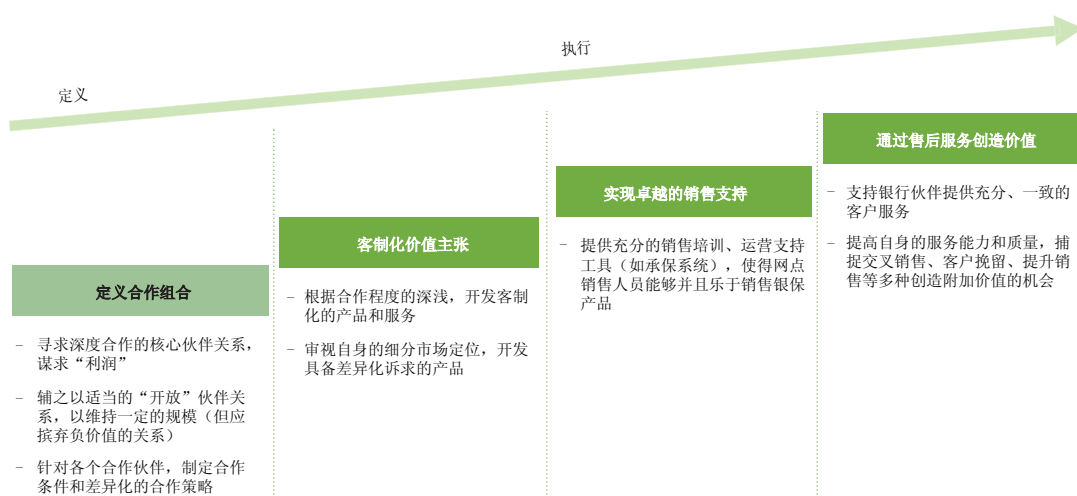 执行
定义
定义合作组合
– 寻求深度合作的核心伙伴关系，
谋求“利润”
– 辅之以适当的“开放”伙伴关
系，以维持一定的规模（但应
摈弃负价值的关系）
– 针对各个合作伙伴，制定合作
条件和差异化的合作策略
客制化价值主张
– 根据合作程度的深浅，开发客制
化的产品和服务
– 审视自身的细分市场定位，开发
具备差异化诉求的产品
实现卓越的销售支持
– 提供充分的销售培训、运营支持
工具（如承保系统），使得网点
销售人员能够并且乐于销售银保
产品
通过售后服务创造价值
– 支持银行伙伴提供充分、一致的
客户服务
– 提高自身的服务能力和质量，捕
捉交叉销售、客户挽留、提升销
售等多种创造附加价值的机会